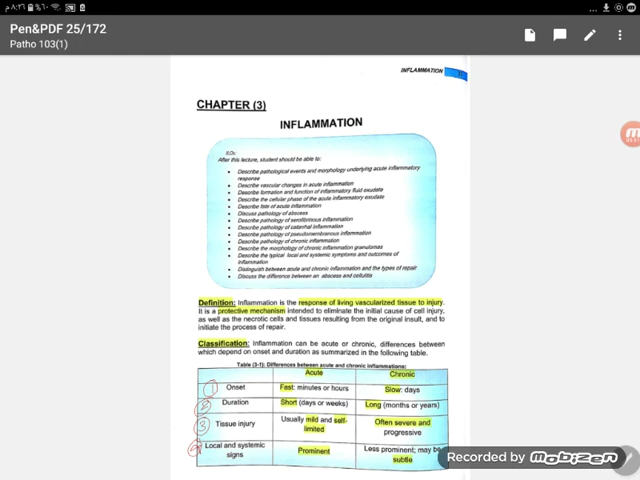 م ٨:٢٦ ٦٠٪
Pen&PDF 25/172
Patho 103(1)
INFLAMMATION
CHAPTER (3)
INFLAMMATION
ILOs:
After this lecture, student should be able to:
• Describe pathological events and morphology underlying acute inflammatory
response
• Describe vascular changes in acute inflammation
• Describe formation and function of inflammatory fluid exudate
• Describe the cellular phase of the acute inflammatory exudate
• Describe fate of acute inflammation
• Discuss pathology of abscess
• Describe pathology of serofibrinous inflammation
• Describe pathology of catarrhal inflammation
• Describe pathology of pseudomembranous inflammation
• Describe pathology of chronic inflammation
• Describe the morphology of chronic inflammation granulomas
• Describe the typical local and systemic symptoms and outcomes of
inflammation
• Distinguish between acute and chronic inflammation and the types of repair
• Discuss the difference between an abscess and cellulitis
Definition: Inflammation is the response of living vascularized tissue to injury.
It is a protective mechanism intended to eliminate the initial cause of cell injury,
as well as the necrotic cells and tissues resulting from the original insult, and to
initiate the process of repair.
Classification: Inflammation can be acute or chronic, differences between
which depend on onset and duration as summarized in the following table.
Table (3-1): Differences between acute and chronic inflammations:
Acute Chronic
1 Onset Fast: minutes or hours Slow: days
2 Duration Short (days or weeks) Long (months or years)
3 Tissue injury Usually mild and self-
limited Often severe and
progressive
4 Local and systemic
signs Prominent Less prominent; may be
subtle
Recorded by mobizen